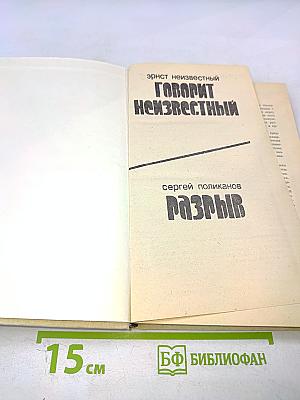 эрнст неизвестный
ГОВОРИТ
НЕИЗВЕСТНЫЙ
сергей поликанов
РАЗРЫВ
15 см
БФ БИБЛИОФАН